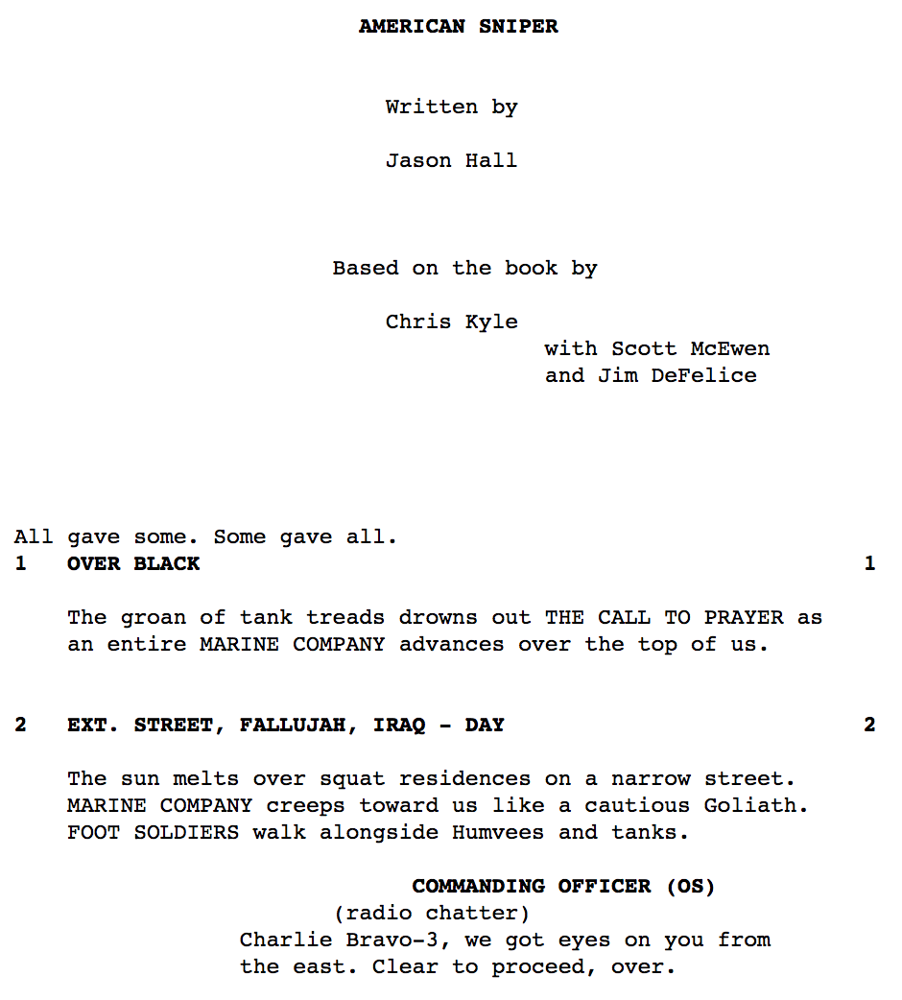 AMERICAN SNIPER
Written by
Jason Hall
Based on the book by
Chris Kyle
with Scott McEwen
and Jim DeFelice
All gave some. Some gave all.
1 OVER BLACK 1
The groan of tank treads drowns out THE CALL TO PRAYER as
an entire MARINE COMPANY advances over the top of us.
2 EXT. STREET, FALLUJAH, IRAQ - DAY 2
The sun melts over squat residences on a narrow street.
MARINE COMPANY creeps toward us like a cautious Goliath.
FOOT SOLDIERS walk alongside Humvees and tanks.
COMMANDING OFFICER (OS)
(radio chatter)
Charlie Bravo-3, we got eyes on you from
the east. Clear to proceed, over.